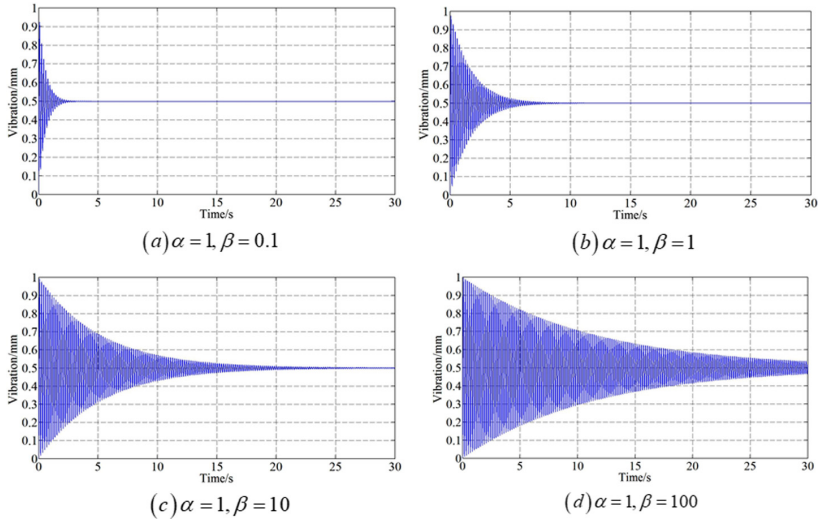 1
0.9
0.8
0.7
0.6
0.5
0.4
0.3
0.2
0.1
0
Vibration/mm
0 5 10 15 20 25 30
Time/s
(a) α = 1, β = 0.1
1
0.9
0.8
0.7
0.6
0.5
0.4
0.3
0.2
0.1
0
Vibration/mm
0 5 10 15 20 25 30
Time/s
(b) α = 1, β = 1
1
0.9
0.8
0.7
0.6
0.5
0.4
0.3
0.2
0.1
0
Vibration/mm
0 5 10 15 20 25 30
Time/s
(c) α = 1, β = 10
1
0.9
0.8
0.7
0.6
0.5
0.4
0.3
0.2
0.1
0
Vibration/mm
0 5 10 15 20 25 30
Time/s
(d) α = 1, β = 100